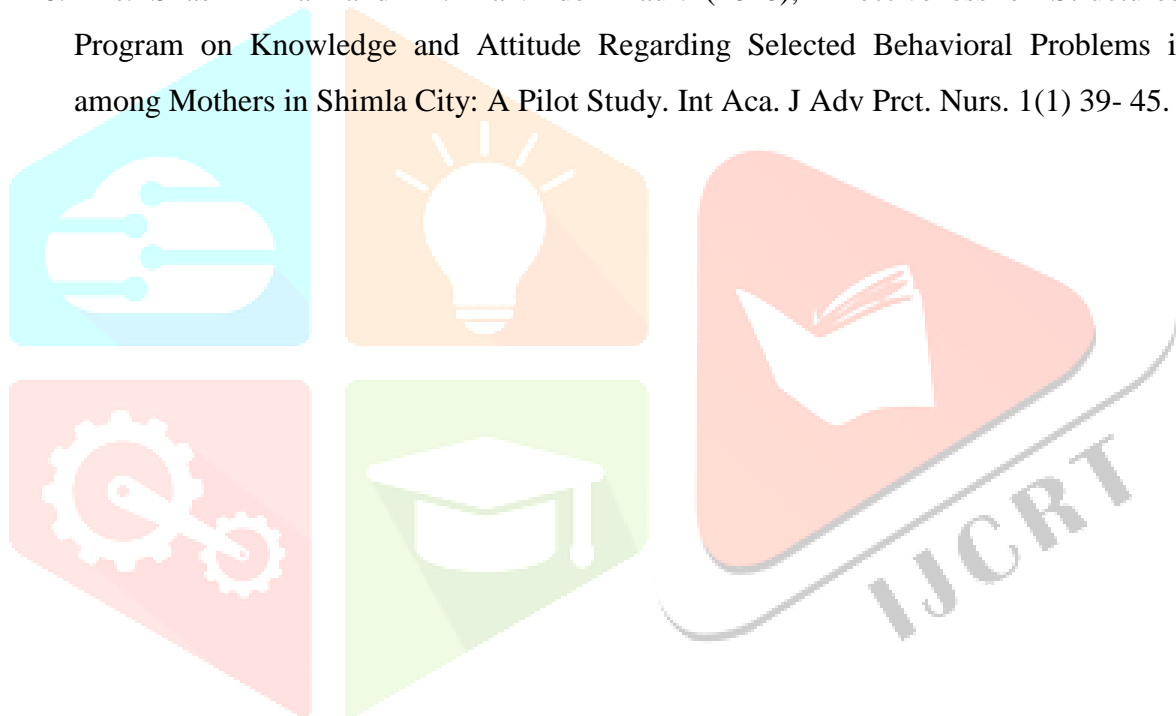 Program on Knowledge and Attitude Regarding Selected Behavioral Problems i
among Mothers in Shimla City: A Pilot Study. Int Aca. J Adv Prct. Nurs. 1(1) 39- 45.
IJCRT